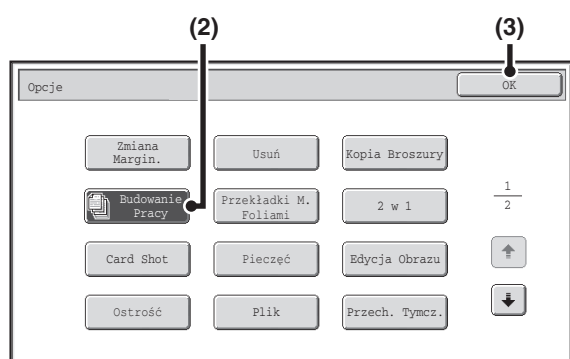 (2)
(3)
Opcje
OK
Zmiana
Margin.
Usuń
Kopia Broszury
Budowanie
Pracy
Przekładki M.
Foliami
2 w 1
1
2
Card Shot
Pieczęć
Edycja Obrazu
Ostrość
Plik
Przech. Tymcz.